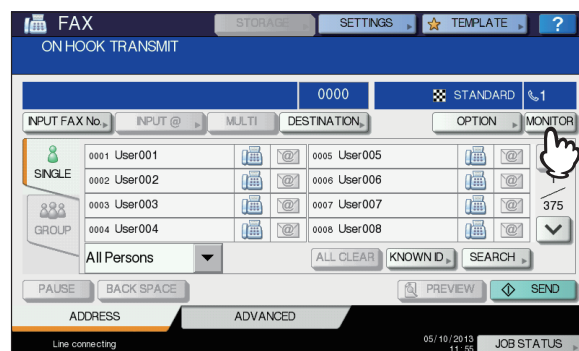 FAX STORAGE SETTINGS TEMPLATE ?
ON HOOK TRANSMIT
0000 STANDARD 1
INPUT FAX No. INPUT @ MULTI DESTINATION OPTION MONITOR
SINGLE
GROUP
0001 User001 @ 0005 User005 @
0002 User002 @ 0006 User006 @
0003 User003 @ 0007 User007 @
0004 User004 @ 0008 User008 @
1
375
All Persons ALL CLEAR KNOWN ID SEARCH
PAUSE BACK SPACE PREVIEW SEND
ADDRESS ADVANCED
Line connecting 05/10/2013
11:55 JOB STATUS